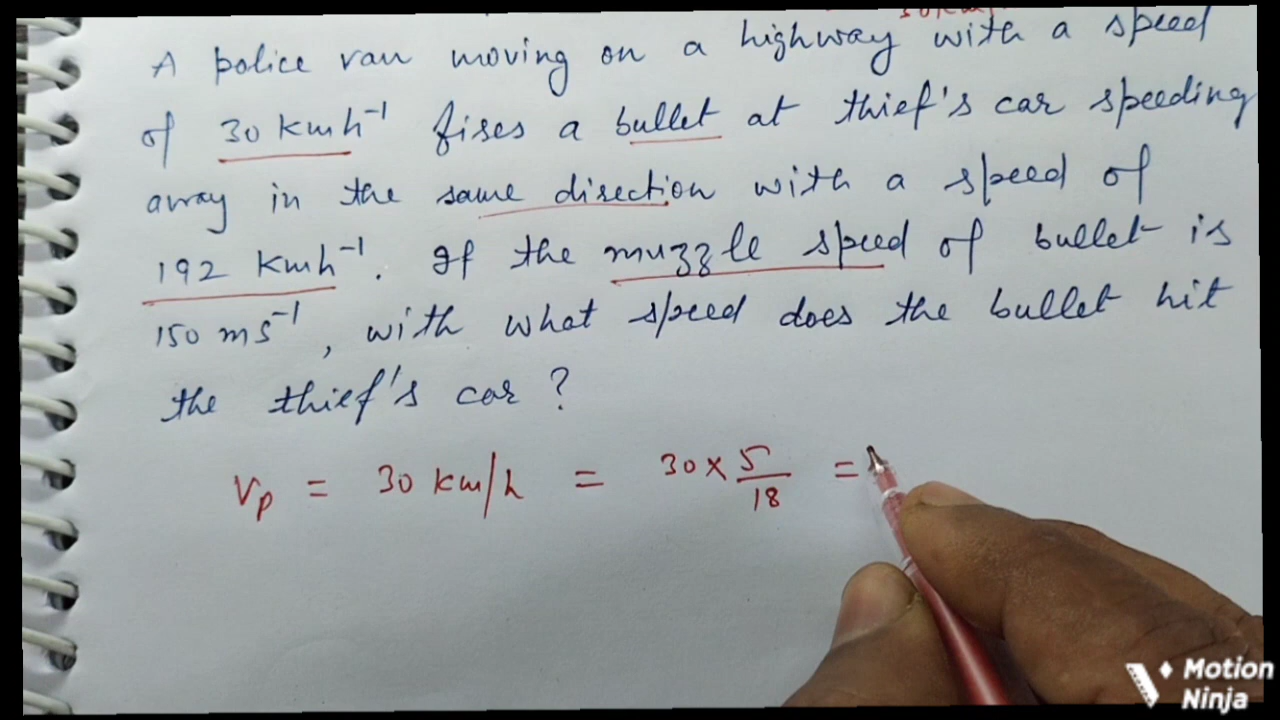 A police van moving on a highway with a speed
of 30 kmh⁻¹ fires a bullet at thief's car speeding
away in the same direction with a speed of
192 kmh⁻¹. If the muzzle speed of bullet is
150 ms⁻¹, with what speed does the bullet hit
the thief's car ?
Vp = 30 km/h = 30 × 5/18 =
Motion
Ninja